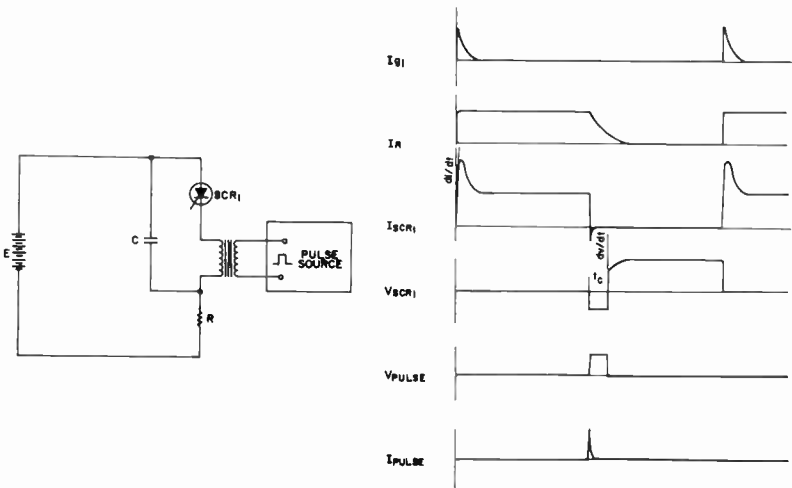 E
C
SCR1
R
PULSE
SOURCE
Ig1
IR
di/dt
ISCR1
dv/dt
tc
VSCR1
VPULSE
IPULSE